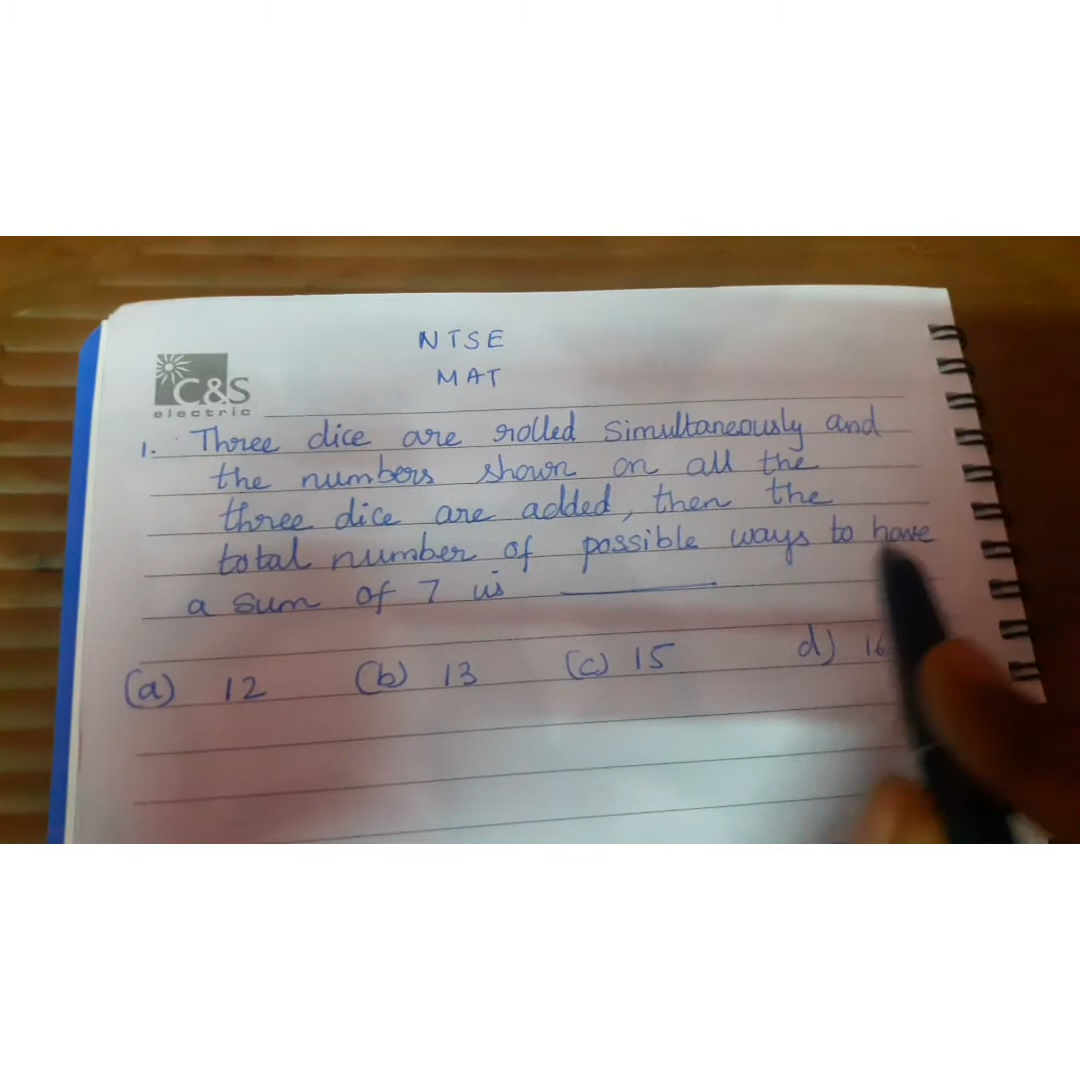 NTSE
MAT
C&S
electric
1. Three dice are rolled simultaneously and
the numbers shown on all the
three dice are added, then the
total number of possible ways to have
a sum of 7 is ______
(a) 12 (b) 13 (c) 15 d) 16